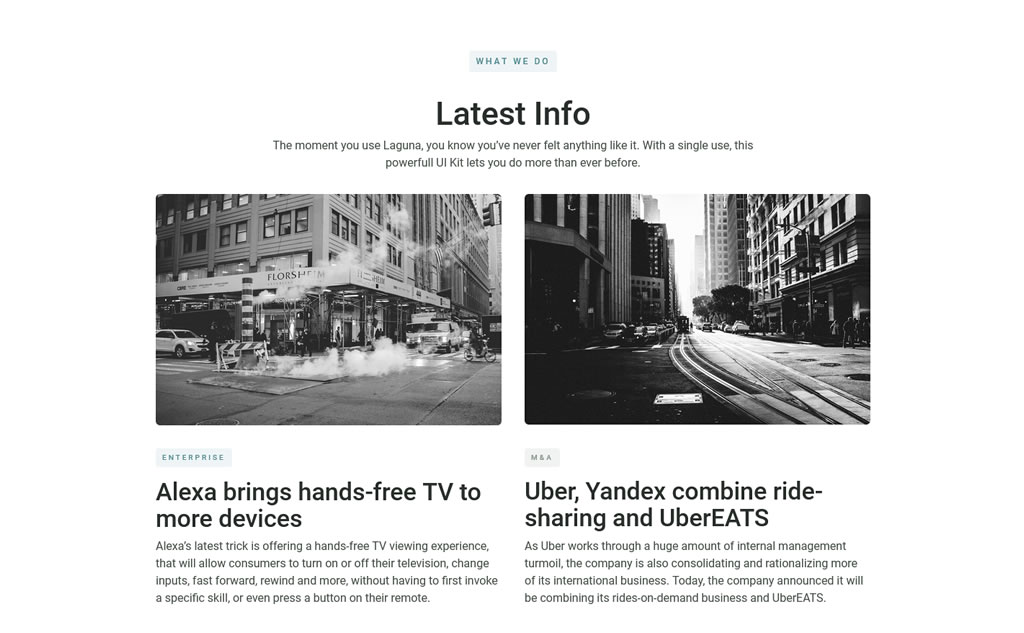 WHAT WE DO
Latest Info
The moment you use Laguna, you know you've never felt anything like it. With a single use, this
powerfull UI Kit lets you do more than ever before.
FLORSHEIM
ENTERPRISE
Alexa brings hands-free TV to
more devices
Alexa's latest trick is offering a hands-free TV viewing experience,
that will allow consumers to turn on or off their television, change
inputs, fast forward, rewind and more, without having to first invoke
a specific skill, or even press a button on their remote.
M&A
Uber, Yandex combine ride-
sharing and UberEATS
As Uber works through a huge amount of internal management
turmoil, the company is also consolidating and rationalizing more
of its international business. Today, the company announced it will
be combining its rides-on-demand business and UberEATS.